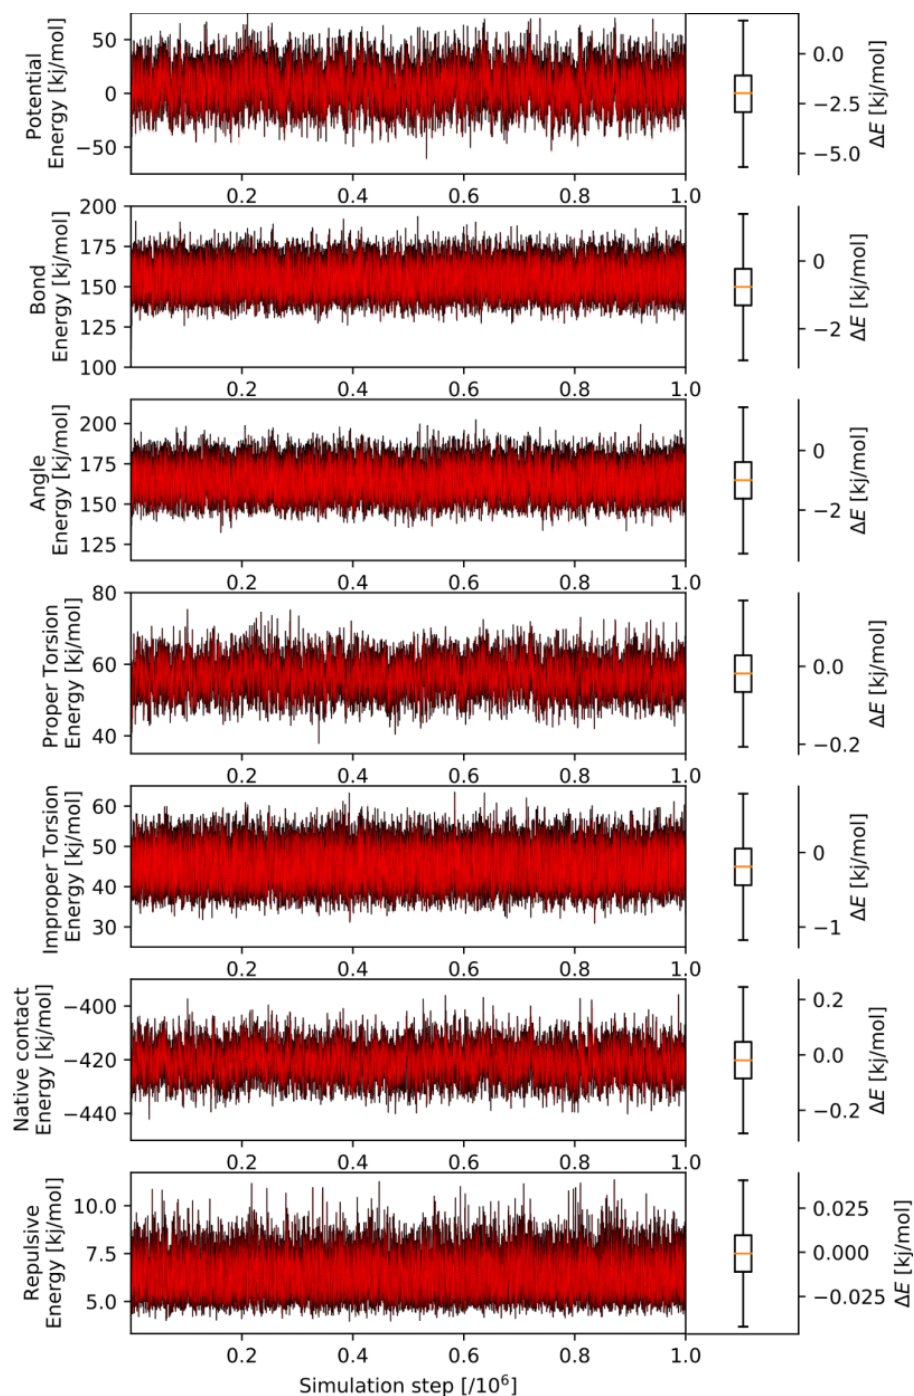 Potential
Energy [kj/mol]
50
0
−50
0.2 0.4 0.6 0.8 1.0
0.0
−2.5
−5.0
ΔE [kj/mol]
Bond
Energy [kj/mol]
200
175
150
125
100
0.2 0.4 0.6 0.8 1.0
0
−2
ΔE [kj/mol]
Angle
Energy [kj/mol]
200
175
150
125
0.2 0.4 0.6 0.8 1.0
0
−2
ΔE [kj/mol]
Proper Torsion
Energy [kj/mol]
80
60
40
0.2 0.4 0.6 0.8 1.0
0.0
−0.2
ΔE [kj/mol]
Improper Torsion
Energy [kj/mol]
60
50
40
30
0.2 0.4 0.6 0.8 1.0
0
−1
ΔE [kj/mol]
Native contact
Energy [kj/mol]
−400
−420
−440
0.2 0.4 0.6 0.8 1.0
0.2
0.0
−0.2
ΔE [kj/mol]
Repulsive
Energy [kj/mol]
10.0
7.5
5.0
0.2 0.4 0.6 0.8 1.0
0.025
0.000
−0.025
ΔE [kj/mol]
Simulation step [/10⁶]